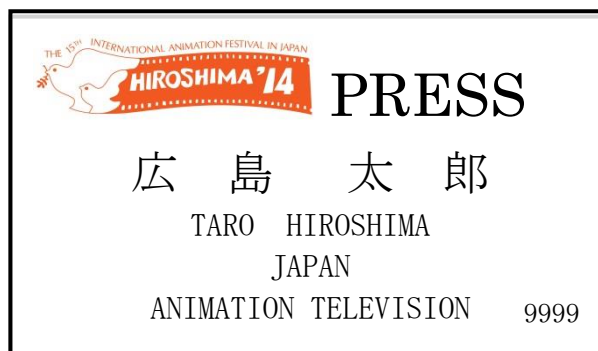 THE 15TH INTERNATIONAL ANIMATION FESTIVAL IN JAPAN
HIROSHIMA '14
PRESS
広 島 太 郎
TARO HIROSHIMA
JAPAN
ANIMATION TELEVISION 9999